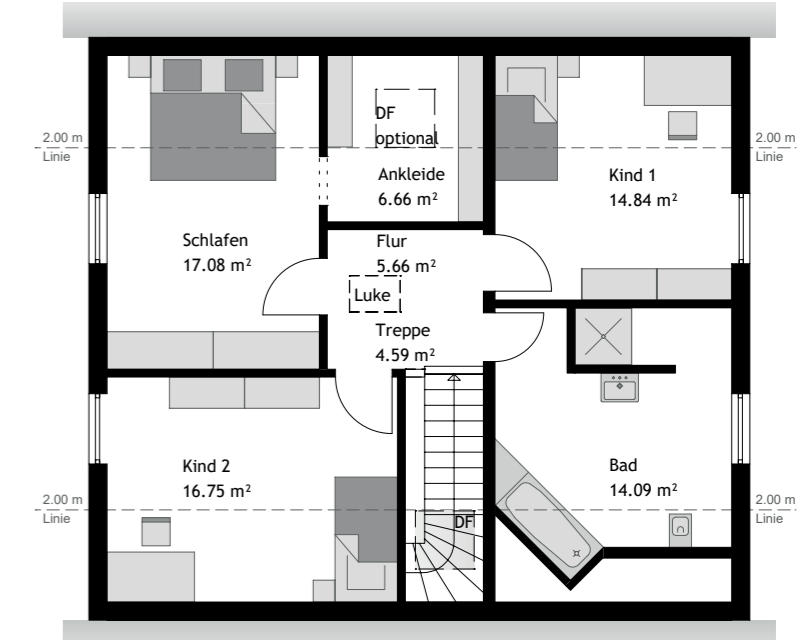 DF
optional
2.00 m
Linie
2.00 m
Linie
Ankleide
6.66 m²
Kind 1
14.84 m²
Schlafen
17.08 m²
Flur
5.66 m²
Luke
Treppe
4.59 m²
Kind 2
16.75 m²
Bad
14.09 m²
2.00 m
Linie
DF
2.00 m
Linie